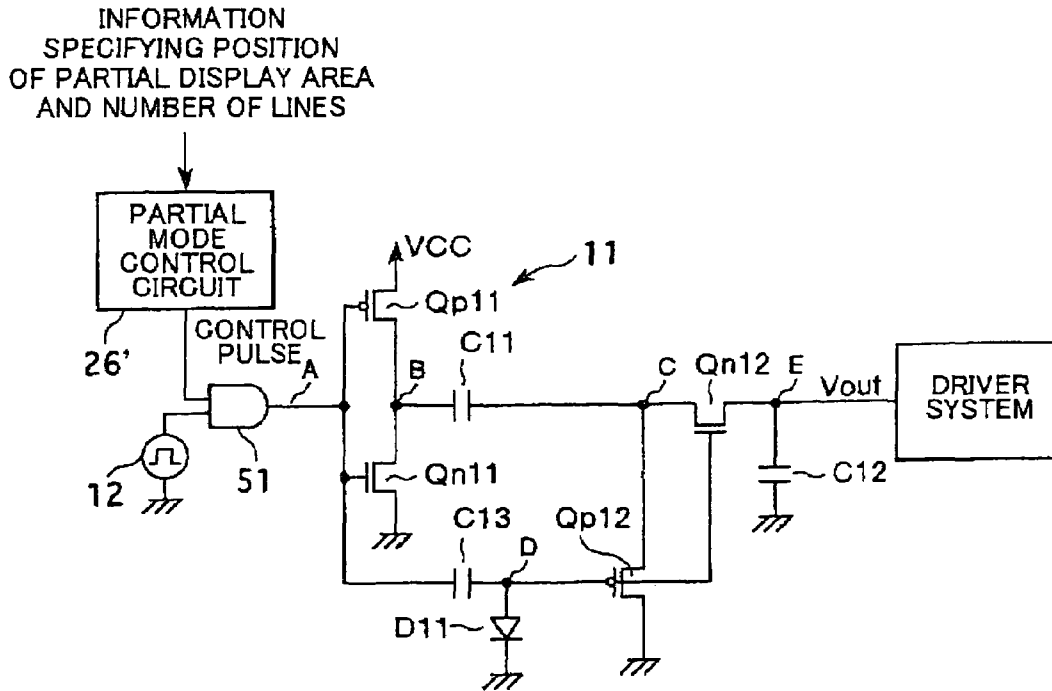 INFORMATION
SPECIFYING POSITION
OF PARTIAL DISPLAY AREA
AND NUMBER OF LINES
PARTIAL
MODE
CONTROL
CIRCUIT
26'
CONTROL
PULSE
A
12
51
VCC
11
Qp11
B
C11
Qn11
C13
D
D11
Qp12
C
Qn12
E
Vout
C12
DRIVER
SYSTEM